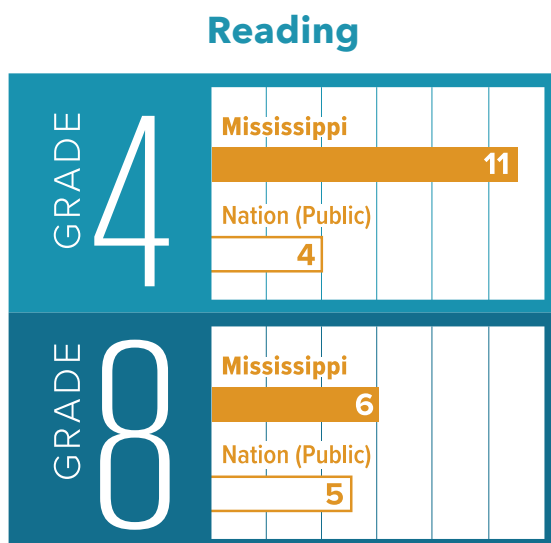 Reading
GRADE 4
Mississippi
11
Nation (Public)
4
GRADE 8
Mississippi
6
Nation (Public)
5